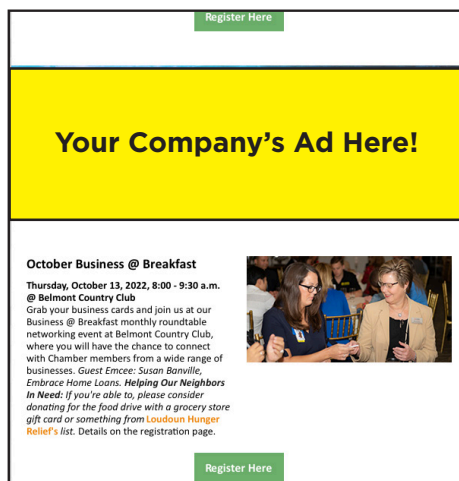 Register Here
Your Company's Ad Here!
October Business @ Breakfast
Thursday, October 13, 2022, 8:00 - 9:30 a.m.
@ Belmont Country Club
Grab your business cards and join us at our
Business @ Breakfast monthly roundtable
networking event at Belmont Country Club,
where you will have the chance to connect
with Chamber members from a wide range of
businesses. Guest Emcee: Susan Banville,
Embrace Home Loans. Helping Our Neighbors
In Need: If you're able to, please consider
donating for the food drive with a grocery store
gift card or something from Loudoun Hunger
Relief's list. Details on the registration page.
Register Here